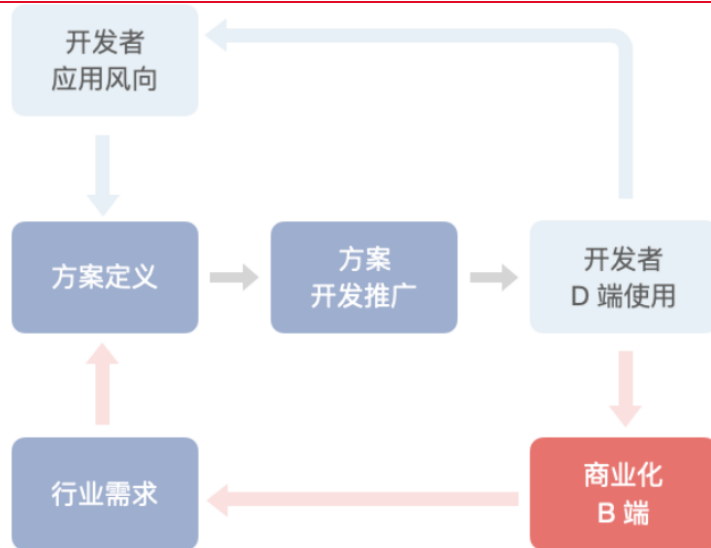 开发者
应用风向
方案定义
方案
开发推广
开发者
D 端使用
行业需求
商业化
B 端